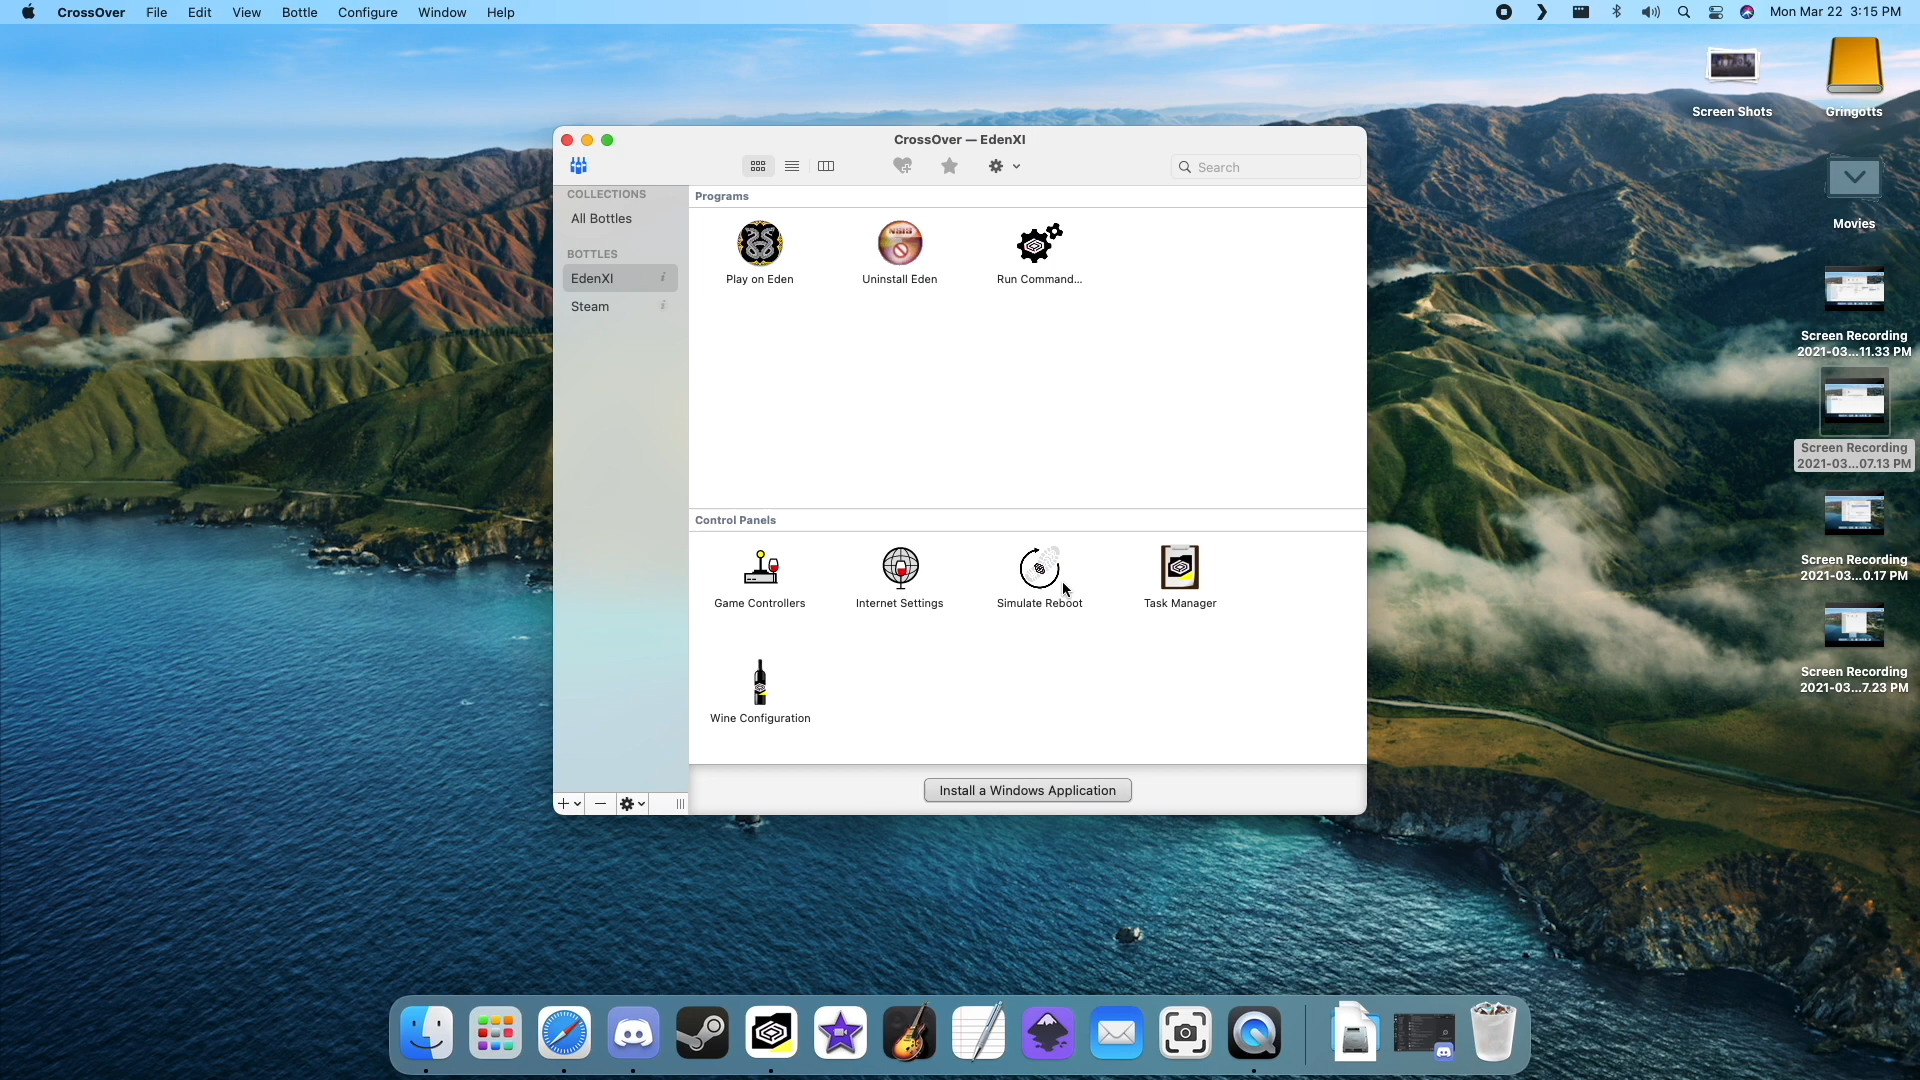 CrossOver File Edit View Bottle Configure Window Help
Mon Mar 22 3:15 PM
Screen Shots
Gringotts
Movies
Screen Recording
2021-03...11.33 PM
Screen Recording
2021-03...07.13 PM
Screen Recording
2021-03...0.17 PM
Screen Recording
2021-03...7.23 PM
CrossOver — EdenXI
Search
COLLECTIONS
All Bottles
BOTTLES
EdenXI
Steam
Programs
Play on Eden
Uninstall Eden
Run Command...
Control Panels
Game Controllers
Internet Settings
Simulate Reboot
Task Manager
Wine Configuration
Install a Windows Application